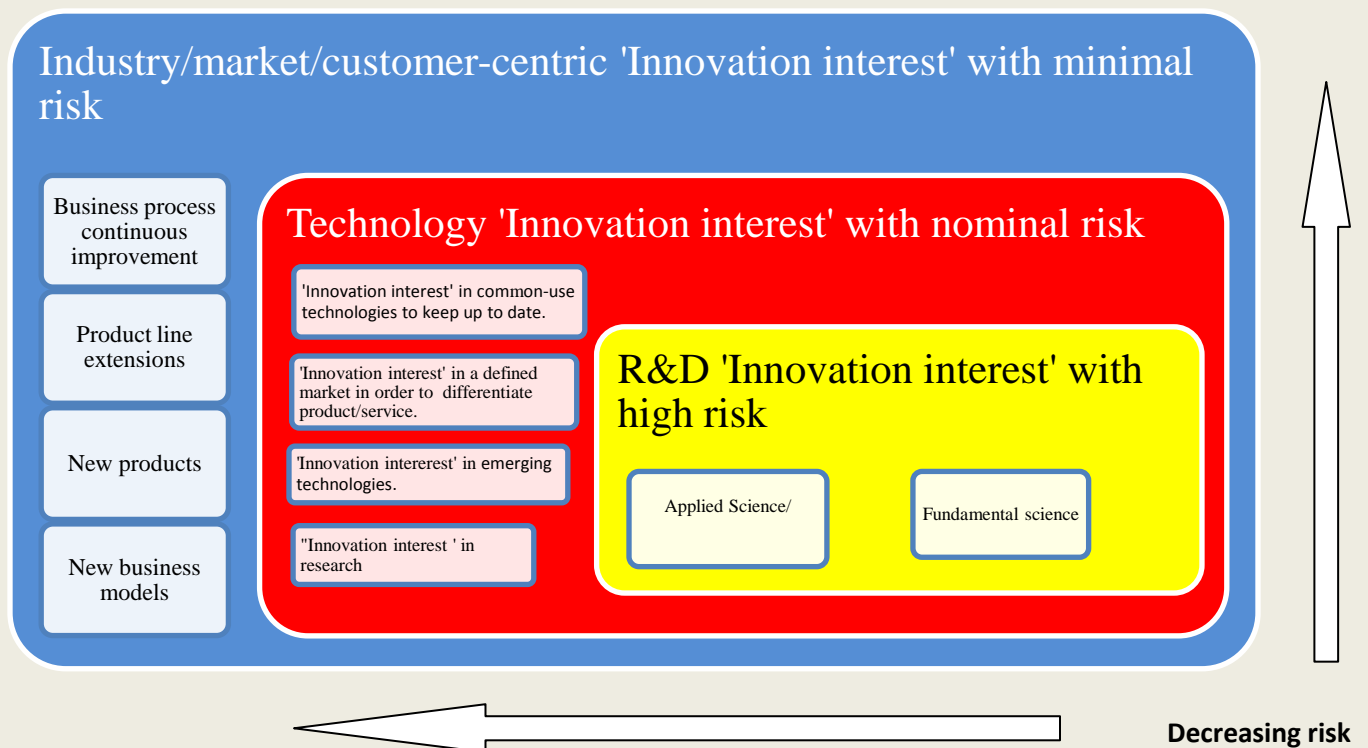 Industry/market/customer-centric 'Innovation interest' with minimal
risk
Business process
continuous
improvement
Product line
extensions
New products
New business
models
Technology 'Innovation interest' with nominal risk
'Innovation interest' in common-use
technologies to keep up to date.
'Innovation interest' in a defined
market in order to differentiate
product/service.
'Innovation intererest' in emerging
technologies.
"Innovation interest ' in
research
R&D 'Innovation interest' with
high risk
Applied Science/
Fundamental science
Decreasing risk